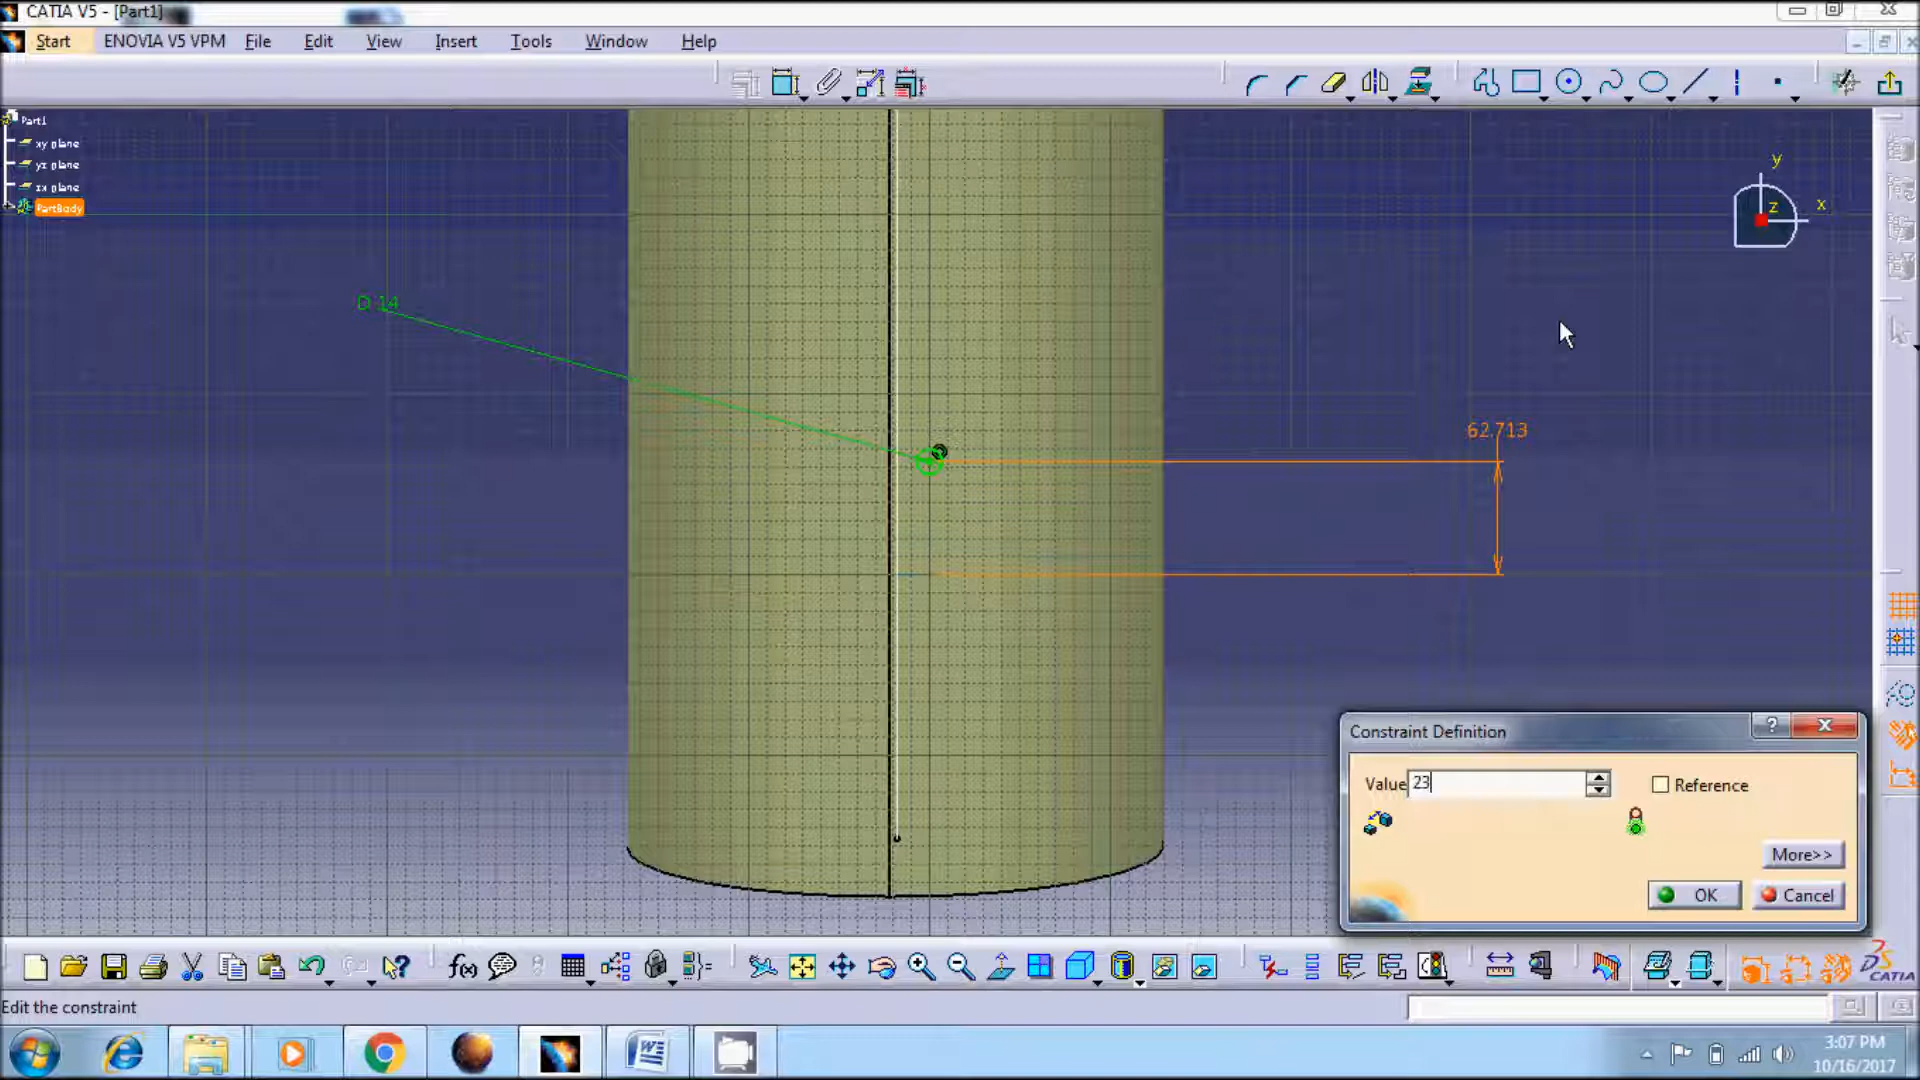 CATIA V5 - [Part1]
Start ENOVIA V5 VPM File Edit View Insert Tools Window Help
Part1
xy plane
yz plane
zx plane
PartBody
y
x
z
D 14
62.713
Constraint Definition
?
Value 23
Reference
More>>
OK
Cancel
f(x)
CATIA
Edit the constraint
3:07 PM
10/16/2017